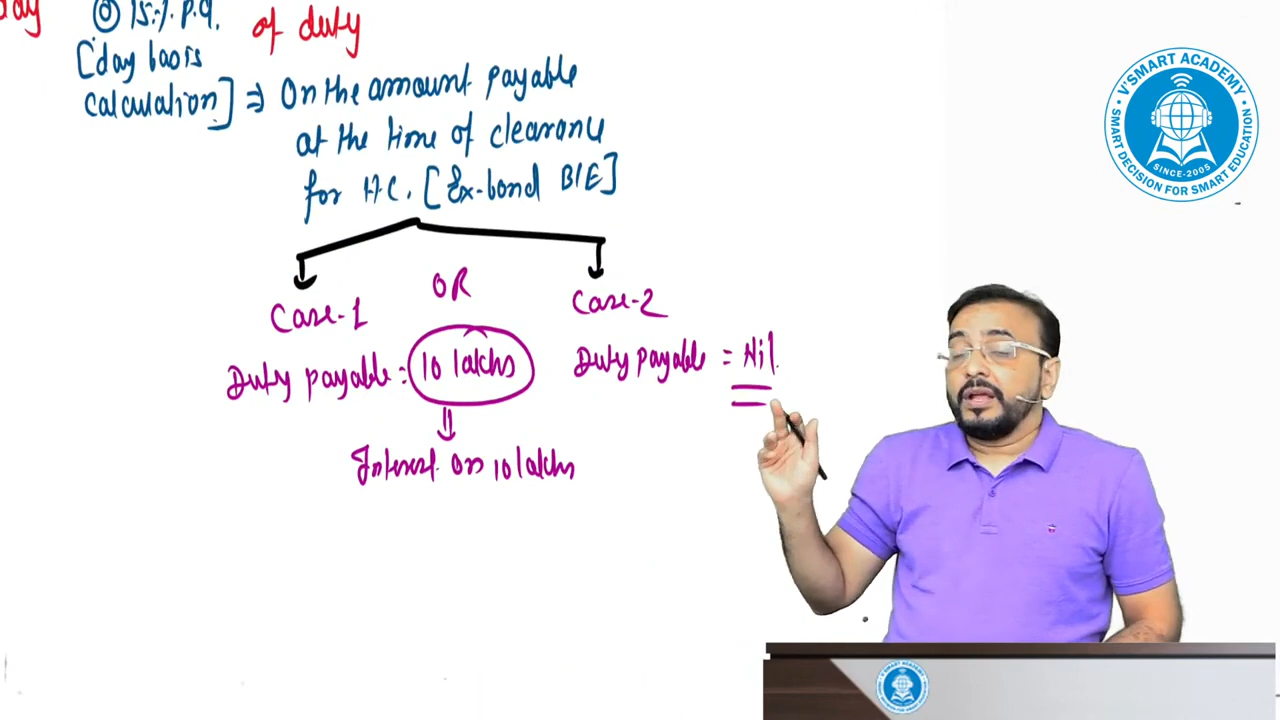 day
@ 15.%. P.a.
of duty
[day basis
calculation] ⇒ On the amount payable
at the time of clearance
for H.C. [Ex-bond B/E]
Case-1 OR Case-2
Duty payable = 10 lakhs
Duty payable = Nil.
Interest on 10 lakhs
V'SMART ACADEMY
SINCE-2005
SMART DECISION FOR SMART EDUCATION
V'SMART ACADEMY